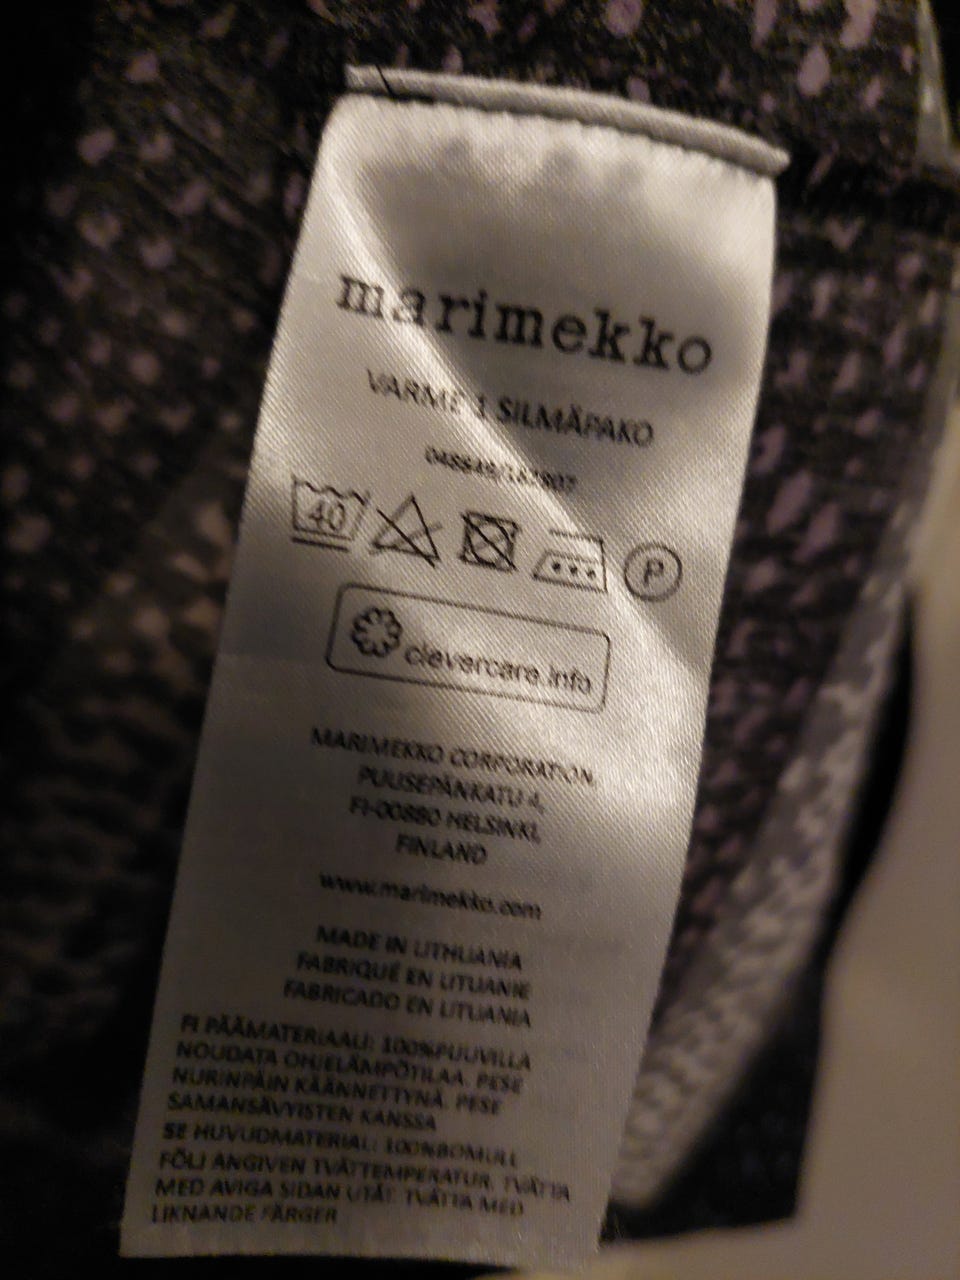 marimekko
VARME 1 SILMÄPAKO
40
P
clevercare.info
MARIMEKKO CORPORATION,
PUUSEPÄNKATU 4,
FI-00880 HELSINKI,
FINLAND
www.marimekko.com
MADE IN LITHUANIA
FABRIQUÉ EN LITUANIE
FABRICADO EN LITUANIA
FI PÄÄMATERIAALI: 100%PUUVILLA
NOUDATA OHJELÄMPÖTILAA. PESE
NURINPÄIN KÄÄNNETTYNÄ. PESE
SAMANSÄVYISTEN KANSSA
SE HUVUDMATERIAL: 100%BOMULL
FÖLJ ANGIVEN TVÄTTEMPERATUR. TVÄTTA
MED AVIGA SIDAN UTÅT. TVÄTTA MED
LIKNANDE FÄRGER